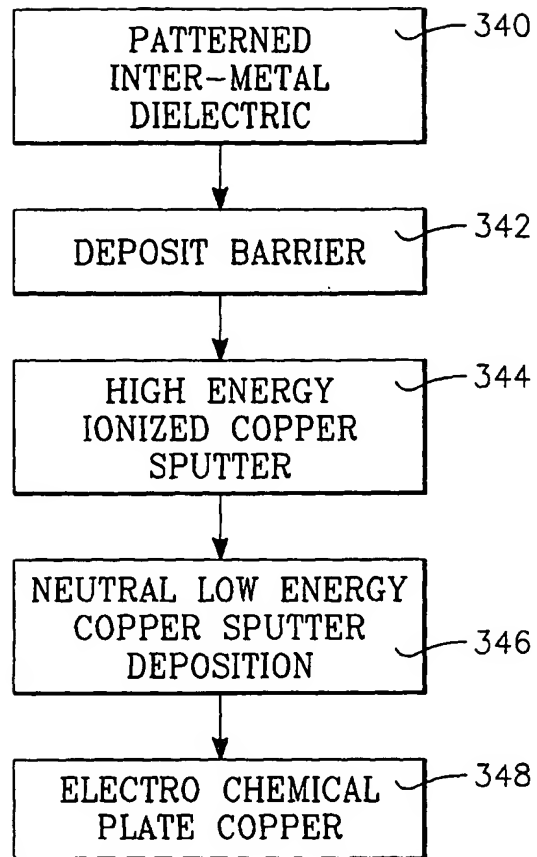 PATTERNED
INTER-METAL
DIELECTRIC
340
DEPOSIT BARRIER
342
HIGH ENERGY
IONIZED COPPER
SPUTTER
344
NEUTRAL LOW ENERGY
COPPER SPUTTER
DEPOSITION
346
ELECTRO CHEMICAL
PLATE COPPER
348